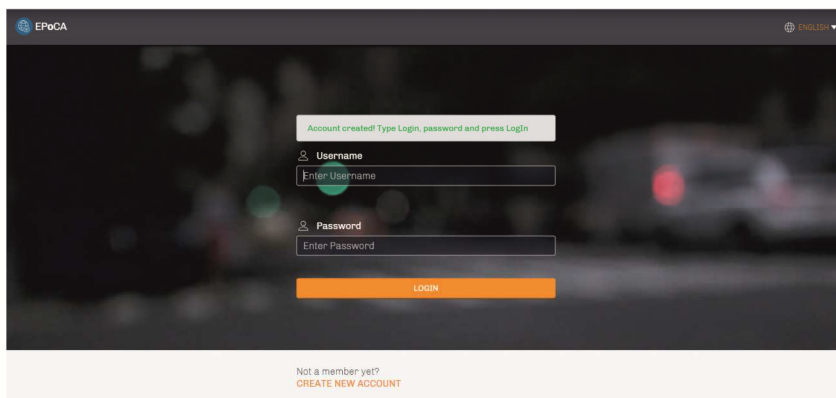 EPoCA
ENGLISH
Account created! Type Login, password and press LogIn
Username
Enter Username
Password
Enter Password
LOGIN
Not a member yet?
CREATE NEW ACCOUNT